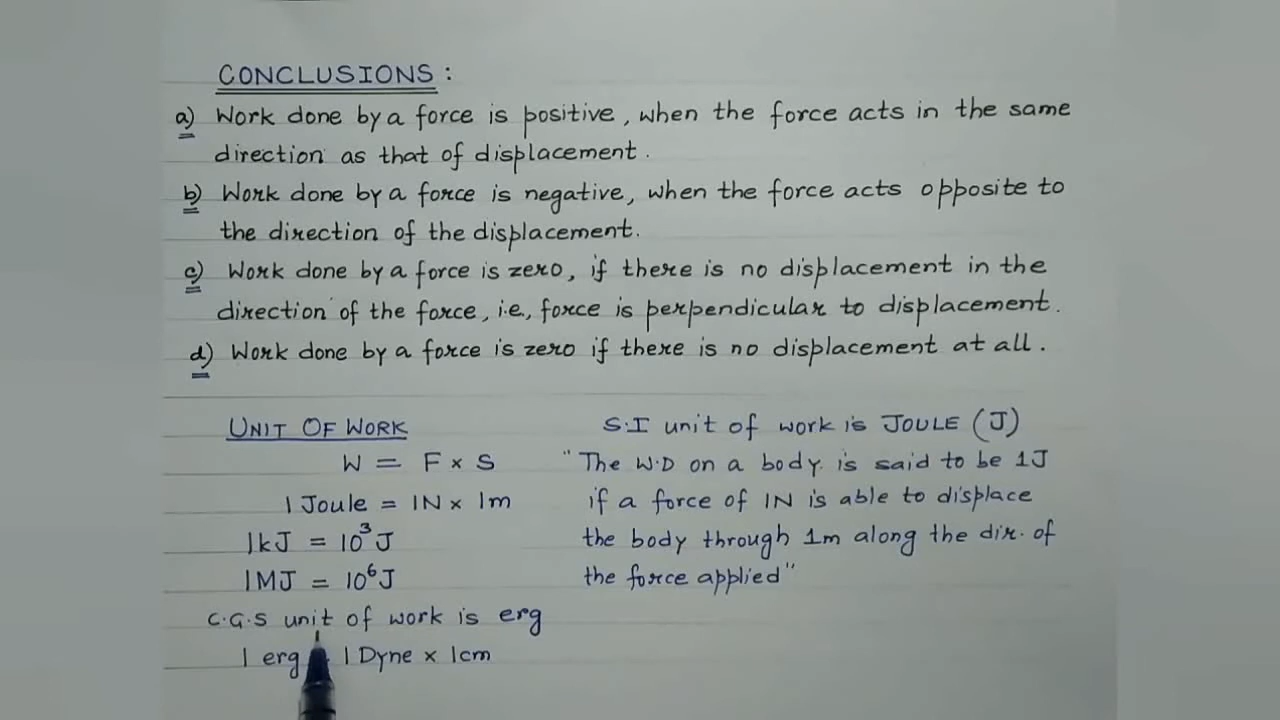 CONCLUSIONS :
a) Work done by a force is positive, when the force acts in the same
direction as that of displacement.
b) Work done by a force is negative, when the force acts opposite to
the direction of the displacement.
c) Work done by a force is zero, if there is no displacement in the
direction of the force, i.e., force is perpendicular to displacement.
d) Work done by a force is zero if there is no displacement at all.
UNIT OF WORK
W = F × S
1 Joule = 1N × 1m
1kJ = 10³ J
1MJ = 10⁶ J
C.G.S unit of work is erg
1 erg 1 Dyne × 1cm
S.I unit of work is JOULE (J)
"The W.D on a body is said to be 1J
if a force of 1N is able to displace
the body through 1m along the dir. of
the force applied"